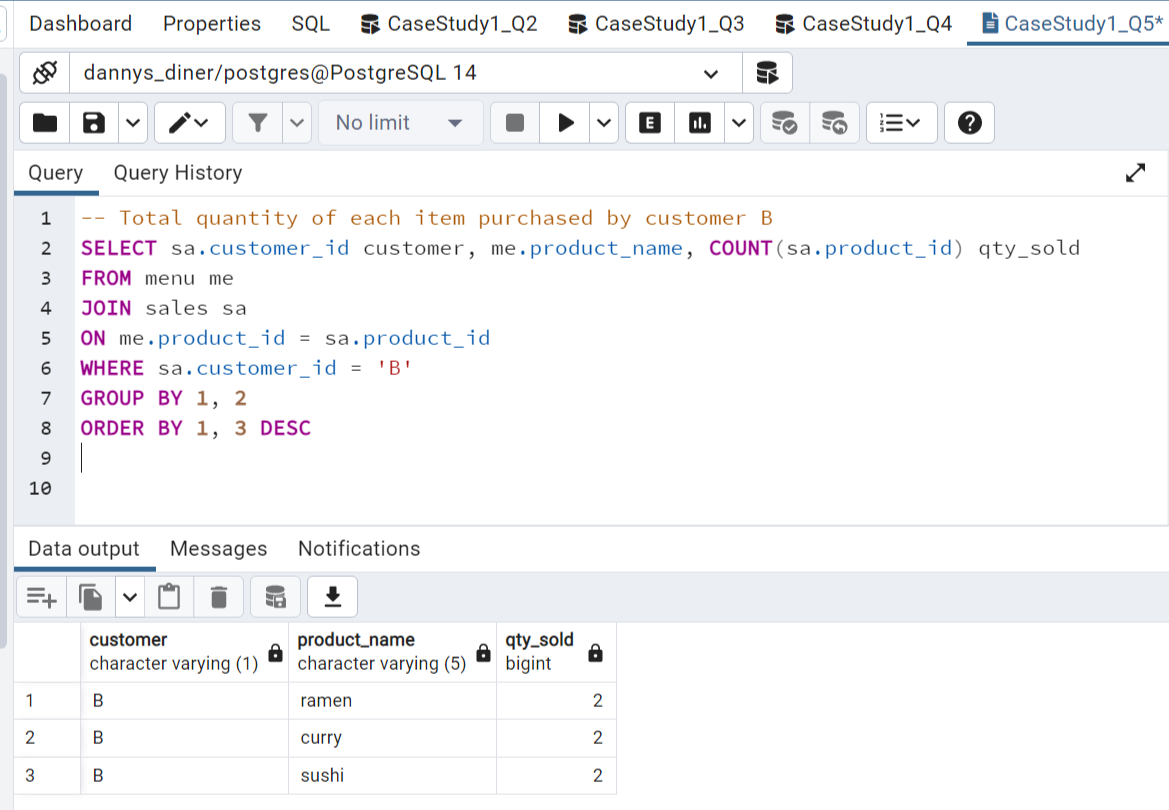 Dashboard Properties SQL CaseStudy1_Q2 CaseStudy1_Q3 CaseStudy1_Q4 CaseStudy1_Q5*
dannys_diner/postgres@PostgreSQL 14
No limit E
Query Query History
1 -- Total quantity of each item purchased by customer B
2 SELECT sa.customer_id customer, me.product_name, COUNT(sa.product_id) qty_sold
3 FROM menu me
4 JOIN sales sa
5 ON me.product_id = sa.product_id
6 WHERE sa.customer_id = 'B'
7 GROUP BY 1, 2
8 ORDER BY 1, 3 DESC
9
10
Data output Messages Notifications
customer product_name qty_sold
character varying (1) character varying (5) bigint
1 B ramen 2
2 B curry 2
3 B sushi 2